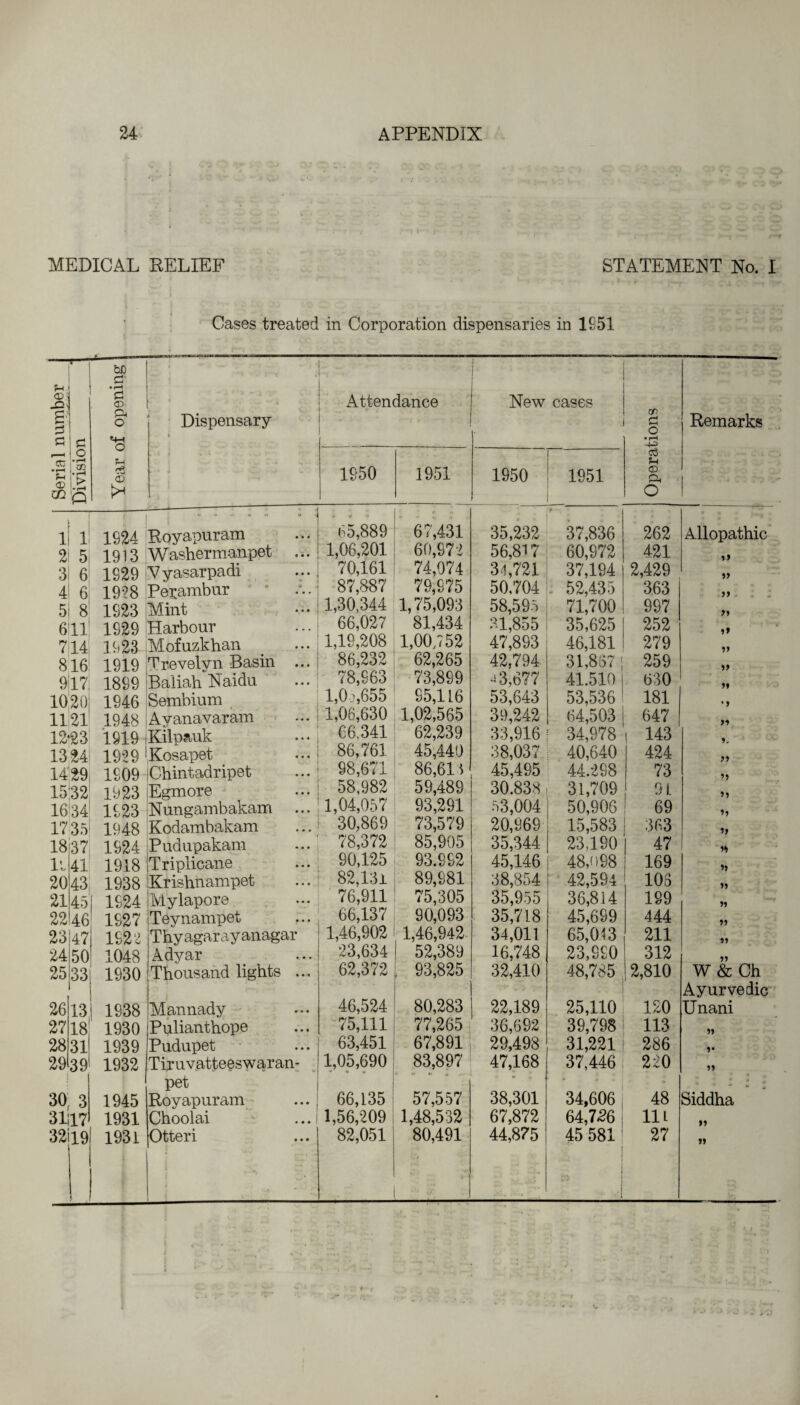 24 APPENDIX
MEDICAL RELIEF STATEMENT No. I
Cases treated in Corporation dispensaries in 1951
Serial number Division Year of opening Dispensary Attendance New cases Operations Remarks
1950 1951 1950 1951
1 1 1924 Royapuram ... 65,889 67,431 35,232 37,836 262 Allopathic
2 5 1913 Washermanpet ... 1,06,201 60,972 56,817 60,972 421 „
3 6 1929 Vyasarpadi ... 70,161 74,074 34,721 37,194 2,429 „
4 6 1928 Perambur ... 87,887 79,975 50,704 52,435 363 „
5 8 1923 Mint ... 1,30,344 1,75,093 58,595 71,700 997 „
6 11 1929 Harbour ... 66,027 81,434 31,855 35,625 252 „
7 14 1923 Mofuzkhan ... 1,19,208 1,00,752 47,893 46,181 279 „
8 16 1919 Trevelyn Basin ... 86,232 62,265 42,794 31,857 259 „
9 17 1899 Baliah Naidu ... 78,963 73,899 43,677 41.510 630 „
10 20 1946 Sembium 95,116 53,643 53,536 181 „
11 21 1948 Ayanavaram ... 1,06,630 1,02,565 39,242 64,503 647 „
12 23 1919 Kilpauk ... 66.341 62,239 33,916 34,978 143 „
13 24 1929 Kosapet ... 86,761 45,440 38,037 40,640 424 „
14 29 1909 Chintadripet ... 98,671 86,613 45,495 44.298 73 „
15 32 1923 Egmore ... 58,982 59,489 30.838 31,709 91 „
16 34 1923 Nungambakam ... 1,04,057 93,291 53,004 50,906 69 „
17 35 1948 Kodambakam ... 30,869 73,579 20,969 15,583 363 „
18 37 1924 Pudupakam ... 78,372 85,905 35,344 23,190 47 „
19 41 1918 Triplicane ... 90,125 93.992 45,146 48,098 169 „
20 43 1938 Krishnampet ... 82,131 89,981 38,854 42,594 103 „
21 45 1924 Mylapore ... 76,911 75,305 35,955 36,814 199 „
22 46 1927 Teynampet ... 66,137 90,093 35,718 45,699 444 „
23 47 1922 Thyagarayanagar 1,46,902 1,46,942 34,011 65,013 211 „
24 50 1048 Adyar ... 23,634 52,389 16,748 23,990 312 „
25 33 1930 Thousand lights ... 62,372 93,825 32,410 48,785 2,810 W & Ch
Ayurvedic
26 13 1938 Mannady ... 46,524 80,283 22,189 25,110 120 Unani
27 18 1930 Pulianthope ... 75,111 77,265 36,692 39,798 113 „
28 31 1939 Pudupet ... 63,451 67,891 29,498 31,221 286 „
29 39 1932 Tiruvatteeswaran- 1,05,690 83,897 47,168 37,446 220 „
pet
30 3 1945 Royapuram ... 66,135 57,557 38,301 34,606 48 Siddha
31 17 1931 Choolai ... 1,56,209 1,48,532 67,872 64,726 111 „
32 19 1931 Otteri ... 82,051 80,491 44,875 45 581 27 „